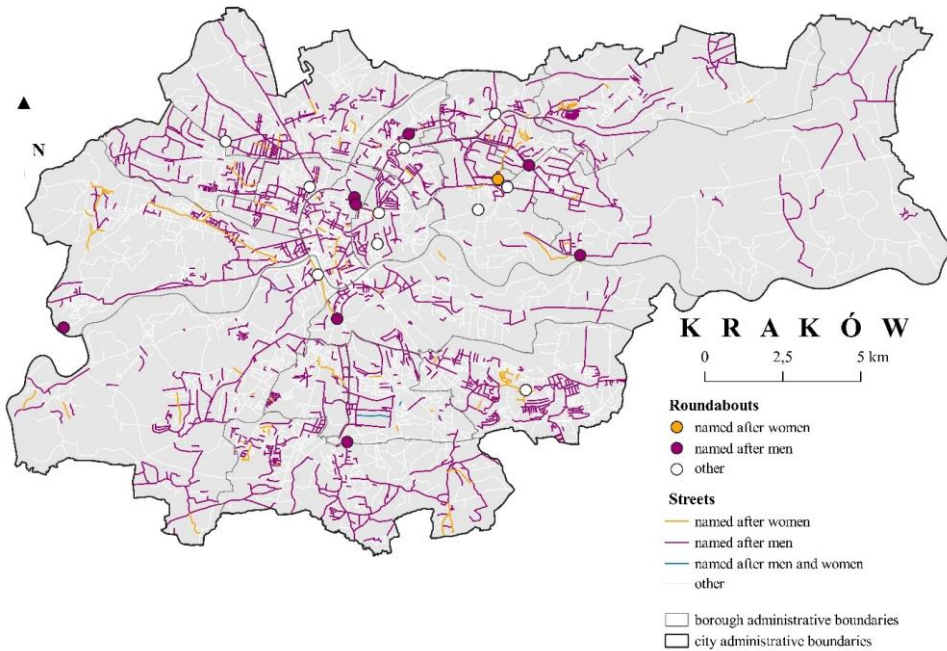 N
K R A K Ó W
0 2,5 5 km
Roundabouts
named after women
named after men
other
Streets
named after women
named after men
named after men and women
other
borough administrative boundaries
city administrative boundaries